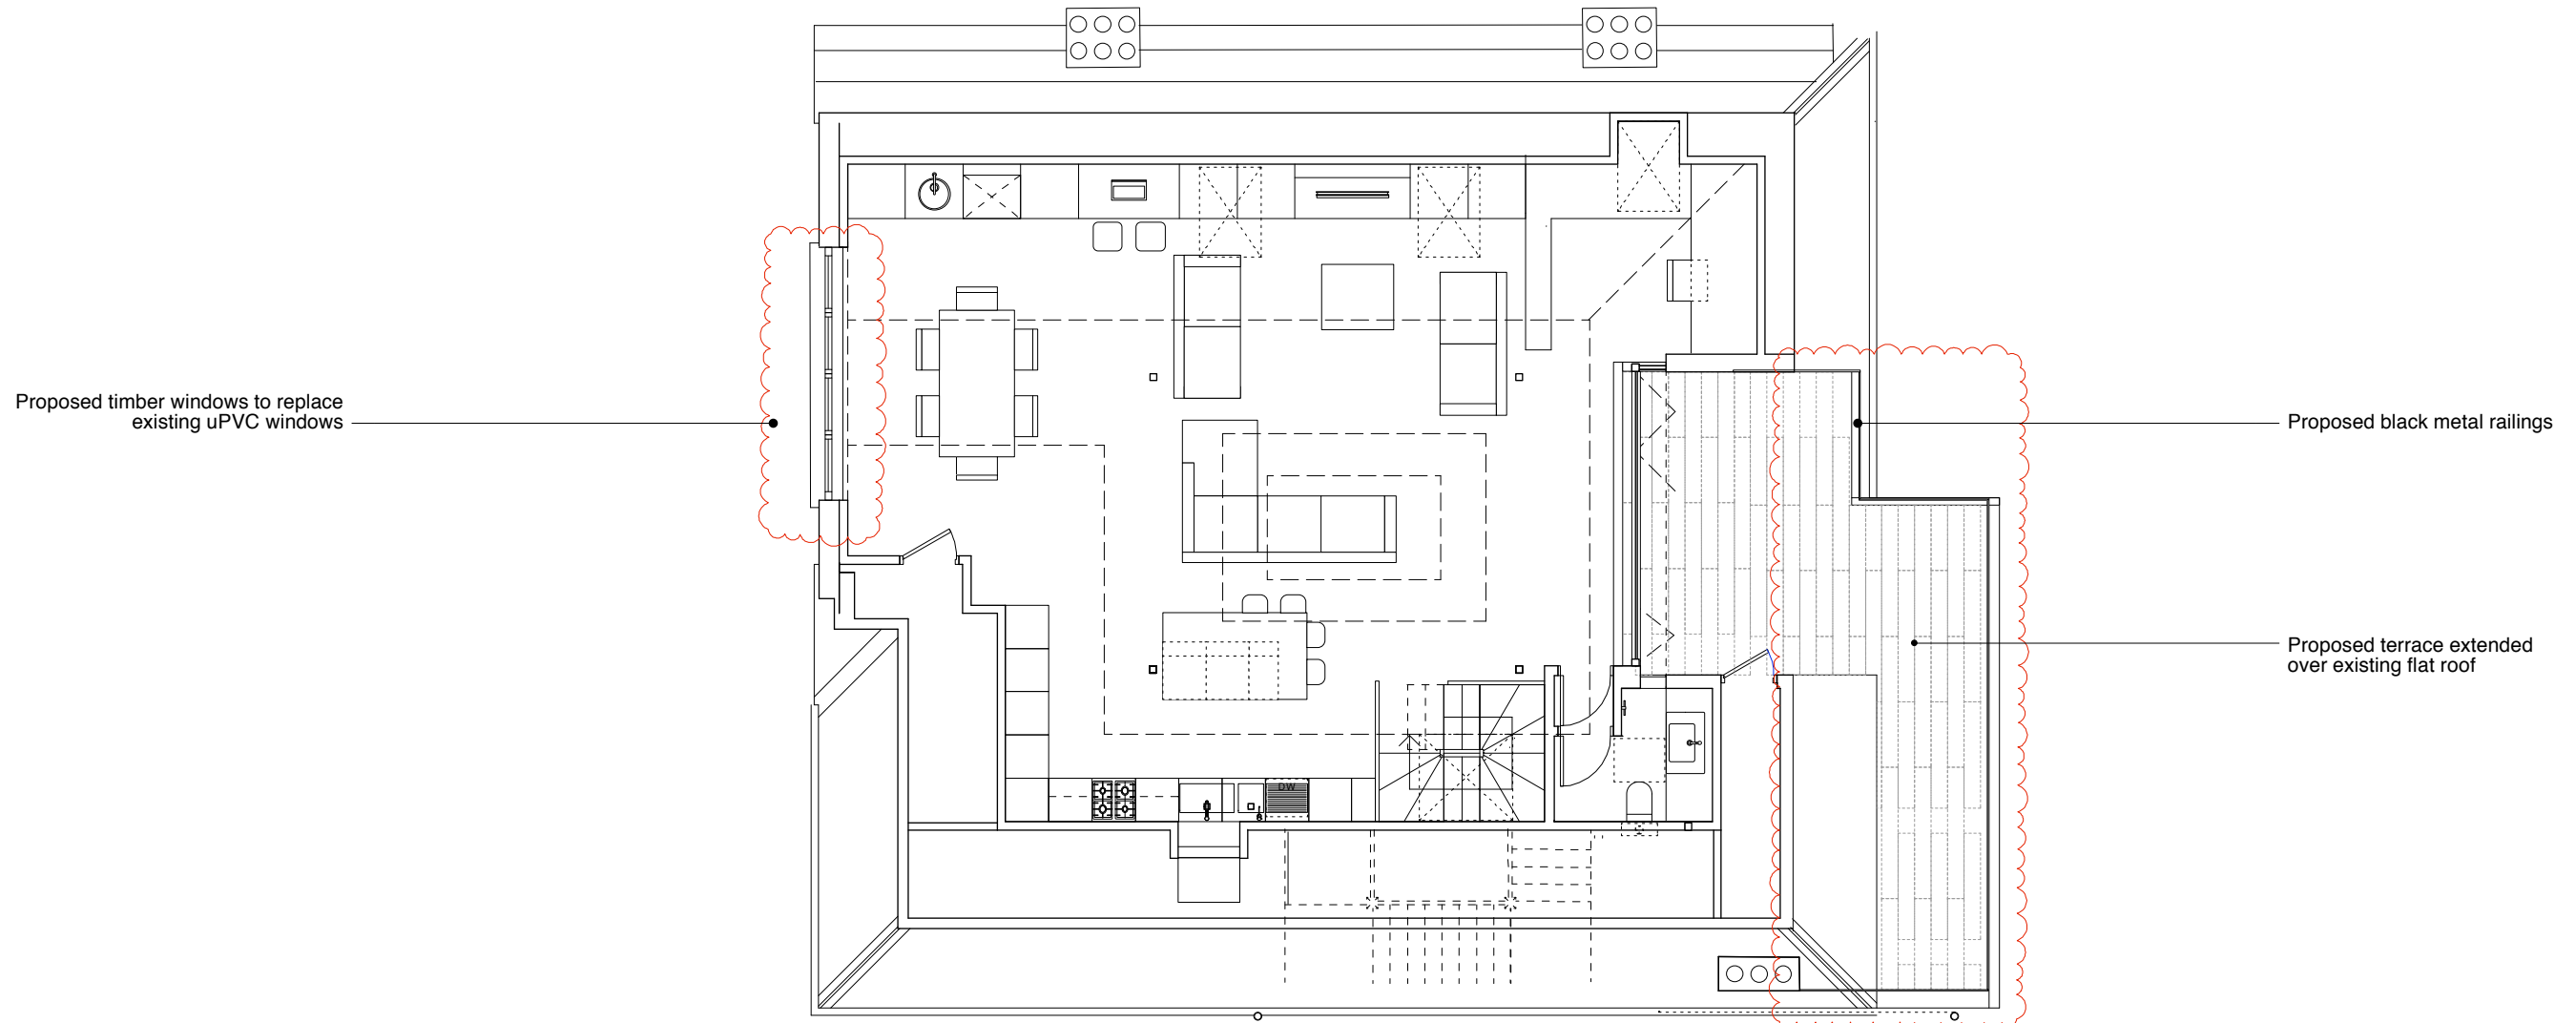 Proposed timber windows to replace
existing uPVC windows
Proposed black metal railings
Proposed terrace extended
over existing flat roof
DW